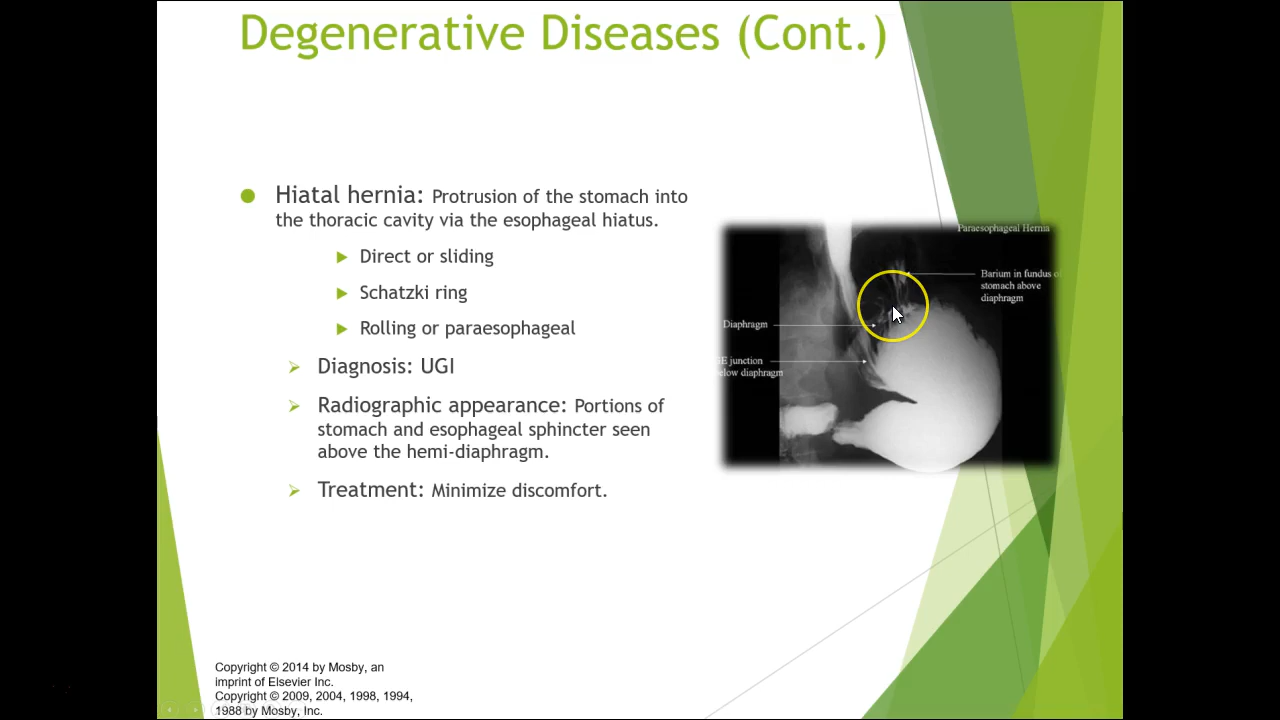 Degenerative Diseases (Cont.)
Hiatal hernia: Protrusion of the stomach into
the thoracic cavity via the esophageal hiatus.
Direct or sliding
Schatzki ring
Rolling or paraesophageal
Diagnosis: UGI
Radiographic appearance: Portions of
stomach and esophageal sphincter seen
above the hemi-diaphragm.
Treatment: Minimize discomfort.
Paraesophageal Hernia
Barium in fundus o
stomach above
diaphragm
Diaphragm
GE junction
below diaphragm
Copyright © 2014 by Mosby, an
imprint of Elsevier Inc.
Copyright © 2009, 2004, 1998, 1994,
1988 by Mosby, Inc.